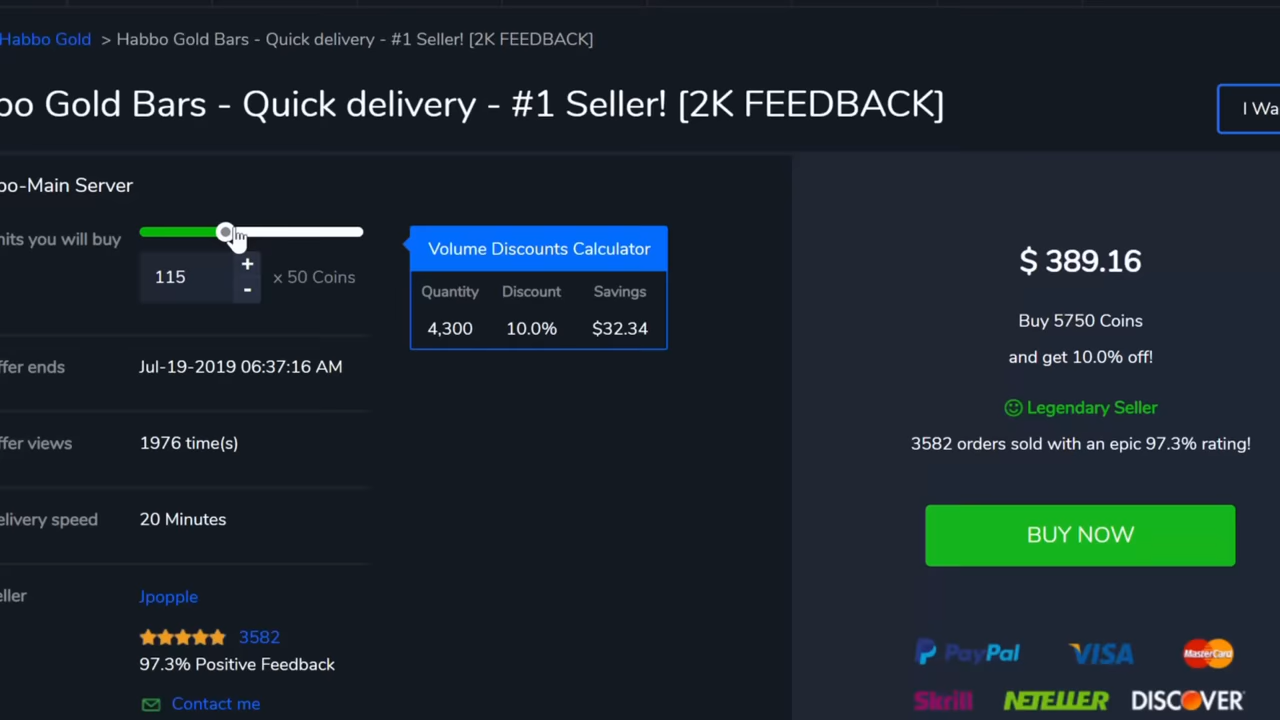 Habbo Gold > Habbo Gold Bars - Quick delivery - #1 Seller! [2K FEEDBACK]
bo Gold Bars - Quick delivery - #1 Seller! [2K FEEDBACK]
I Wa
bo-Main Server
nits you will buy
115
+
-
x 50 Coins
Volume Discounts Calculator
Quantity Discount Savings
4,300 10.0% $32.34
ffer ends Jul-19-2019 06:37:16 AM
ffer views 1976 time(s)
elivery speed 20 Minutes
eller Jpopple
3582
97.3% Positive Feedback
Contact me
$ 389.16
Buy 5750 Coins
and get 10.0% off!
Legendary Seller
3582 orders sold with an epic 97.3% rating!
BUY NOW
PayPal VISA MasterCard
Skrill NETELLER DISCOVER